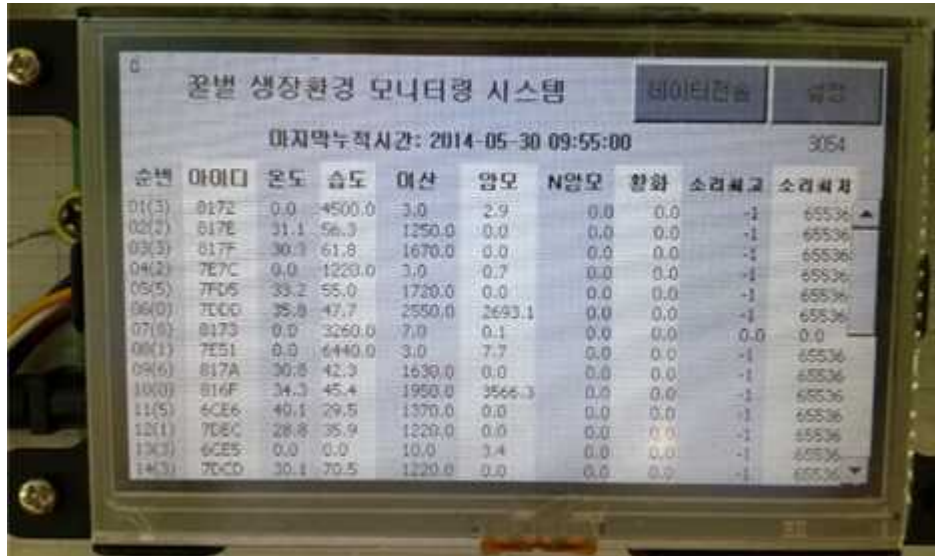 꿀벌 생장환경 모니터링 시스템 데이터전송 설정
마지막누적시간: 2014-05-30 09:55:00 3054
순번 아이디 온도 습도 이산 암모 N암모 황화 소리최고 소리최저
01(3) 8172 0.0 4500.0 3.0 2.9 0.0 0.0 -1 65536
02(2) 817E 31.1 56.3 1250.0 0.0 0.0 0.0 -1 65536
03(3) 817F 30.3 61.8 1670.0 0.0 0.0 0.0 -1 65536
04(2) 7E7C 0.0 1220.0 3.0 0.7 0.0 0.0 -1 65536
05(5) 7FD5 33.2 55.0 1720.0 0.0 0.0 0.0 -1 65536
06(0) 7DDD 35.8 47.7 2550.0 2693.1 0.0 0.0 -1 65536
8173 0.0 3260.0 7.0 0.1 0.0 0.0 0.0 0.0
08(1) 7E51 0.0 6440.0 3.0 7.7 0.0 0.0 -1 65536
09(6) 817A 30.8 42.3 1630.0 0.0 0.0 0.0 -1 65536
10(0) 816F 34.3 45.4 1950.0 3566.3 0.0 0.0 -1 65536
11(5) 6CE6 40.1 29.5 1370.0 0.0 0.0 0.0 -1 65536
12(1) 7DEC 28.8 35.9 1220.0 0.0 0.0 0.0 -1 65536
13(3) 6CE5 0.0 0.0 10.0 3.4 0.0 0.0 -1 65536
14(3) 7DCD 30.1 70.5 1220.0 0.0 0.0 0.0 -1 65536